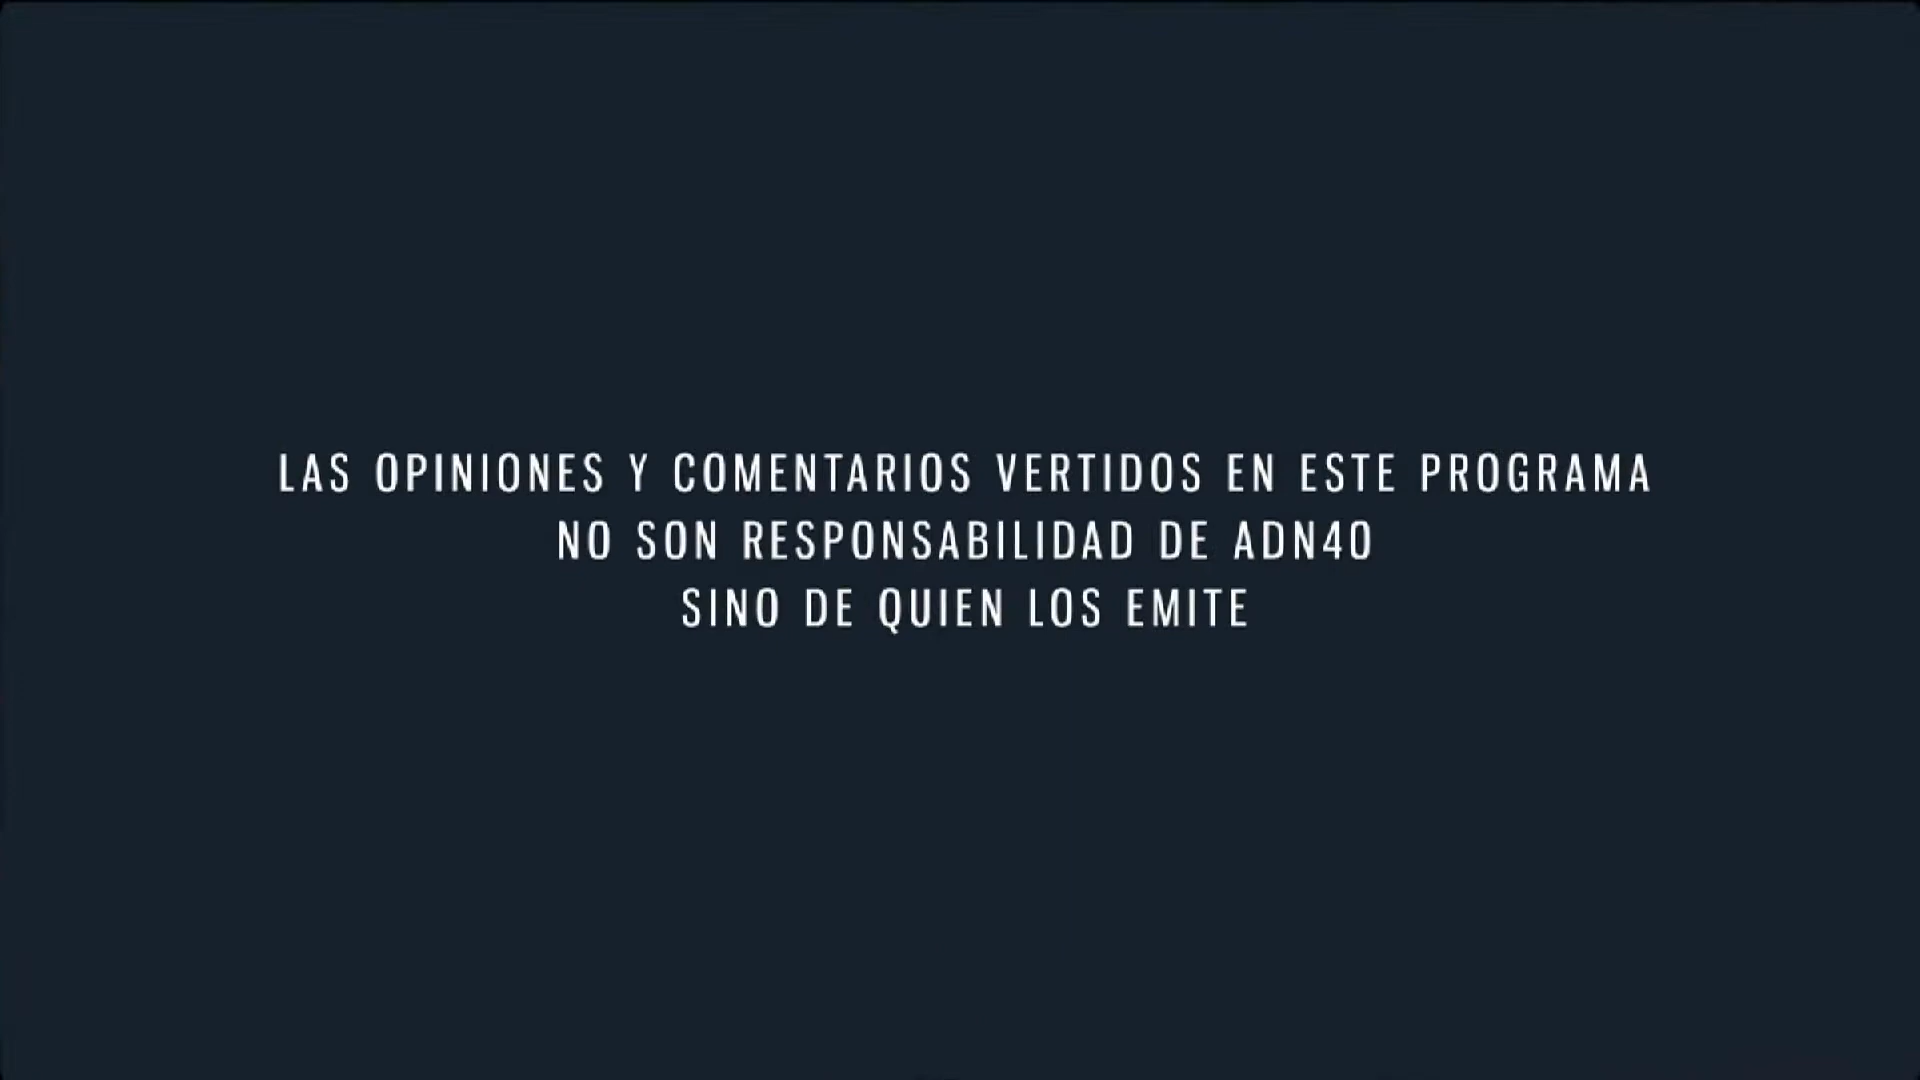 LAS OPINIONES Y COMENTARIOS VERTIDOS EN ESTE PROGRAMA
NO SON RESPONSABILIDAD DE ADN40
SINO DE QUIEN LOS EMITE